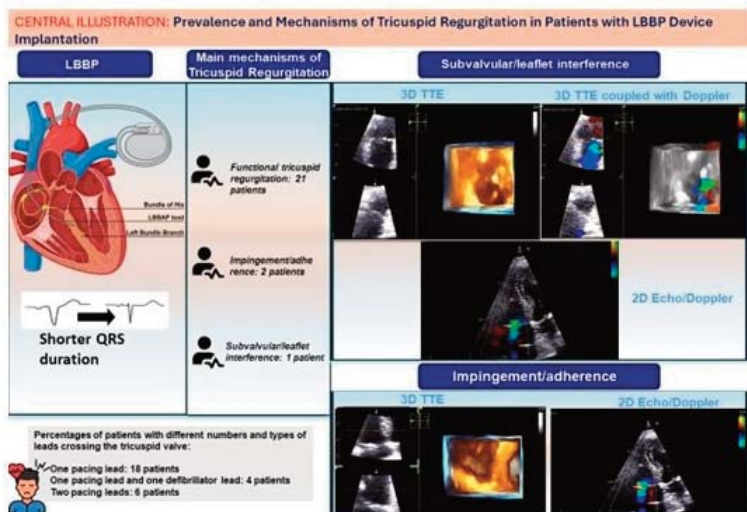 CENTRAL ILLUSTRATION: Prevalence and Mechanisms of Tricuspid Regurgitation in Patients with LBBP Device
Implantation
LBBP
Bundle of His
LBBAP lead
Left Bundle Branch
Shorter QRS
duration
Main mechanisms of
Tricuspid Regurgitation
Functional tricuspid
regurgitation: 21
patients
Impingement/adhe
rence: 2 patients
Subvalvular/leaflet
interference: 1 patient
Subvalvular/leaflet interference
3D TTE
3D TTE coupled with Doppler
2D Echo/Doppler
Impingement/adherence
3D TTE
2D Echo/Doppler
Percentages of patients with different numbers and types of
leads crossing the tricuspid valve:
One pacing lead: 18 patients
One pacing lead and one defibrillator lead: 4 patients
Two pacing leads: 6 patients